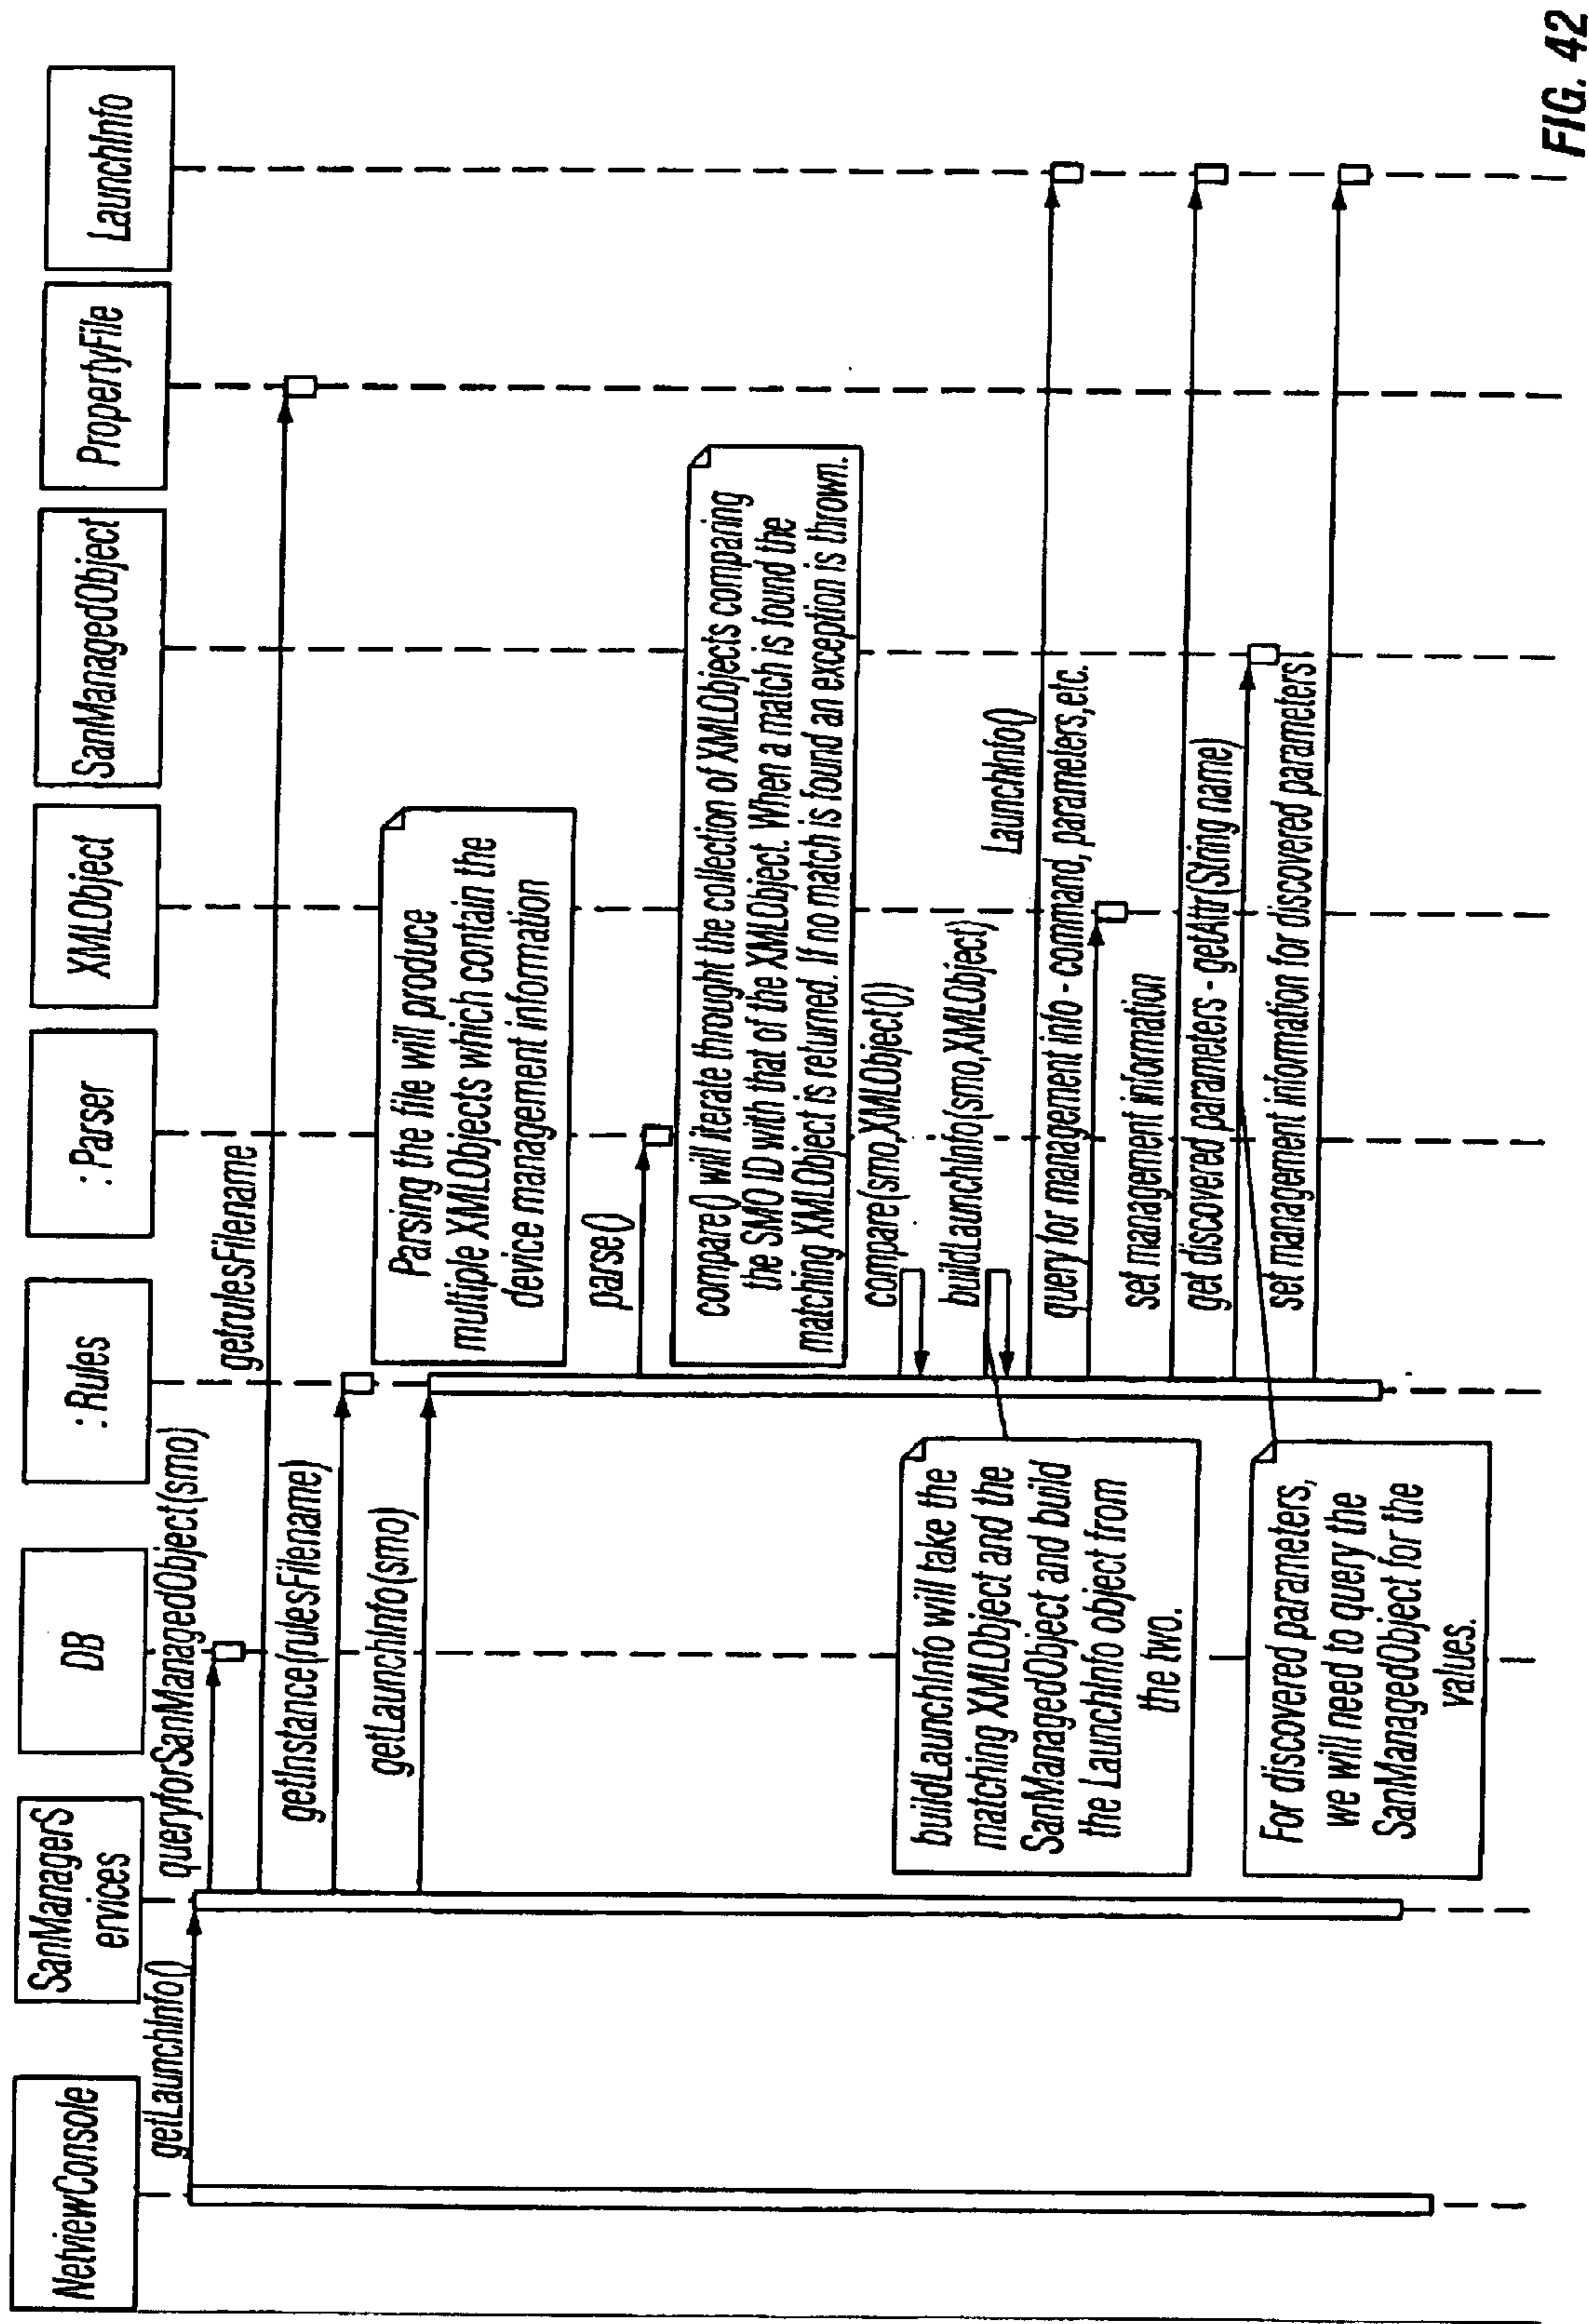 NetviewConsole
SanManagerS
ervices
DB
:Rules
:Parser
XMLObject
SanManagedObject
PropertyFile
LaunchInfo
getLaunchInfo()
queryforSanManagedObject(smo)
getrulesFilename
getInstance(rulesFilename)
getLaunchInfo(smo)
Parsing the file will produce
multiple XMLObjects which contain the
device management information
parse()
compare() will iterate throught the collection of XMLObjects comparing
the SMO ID with that of the XMLObject. When a match is found the
matching XMLObject is returned. If no match is found an exception is thrown.
compare(smo,XMLObject())
buildLaunchInfo(smo,XMLObject)
buildLaunchInfo will take the
matching XMLObject and the
SanManagedObject and build
the LaunchInfo object from
the two.
LaunchInfo()
query for management info - command, parameters,etc.
set management information
get discovered parameters - getAttr(String name)
set management information for discovered parameters
For discovered parameters,
we will need to query the
SanManagedObject for the
values.
FIG. 42